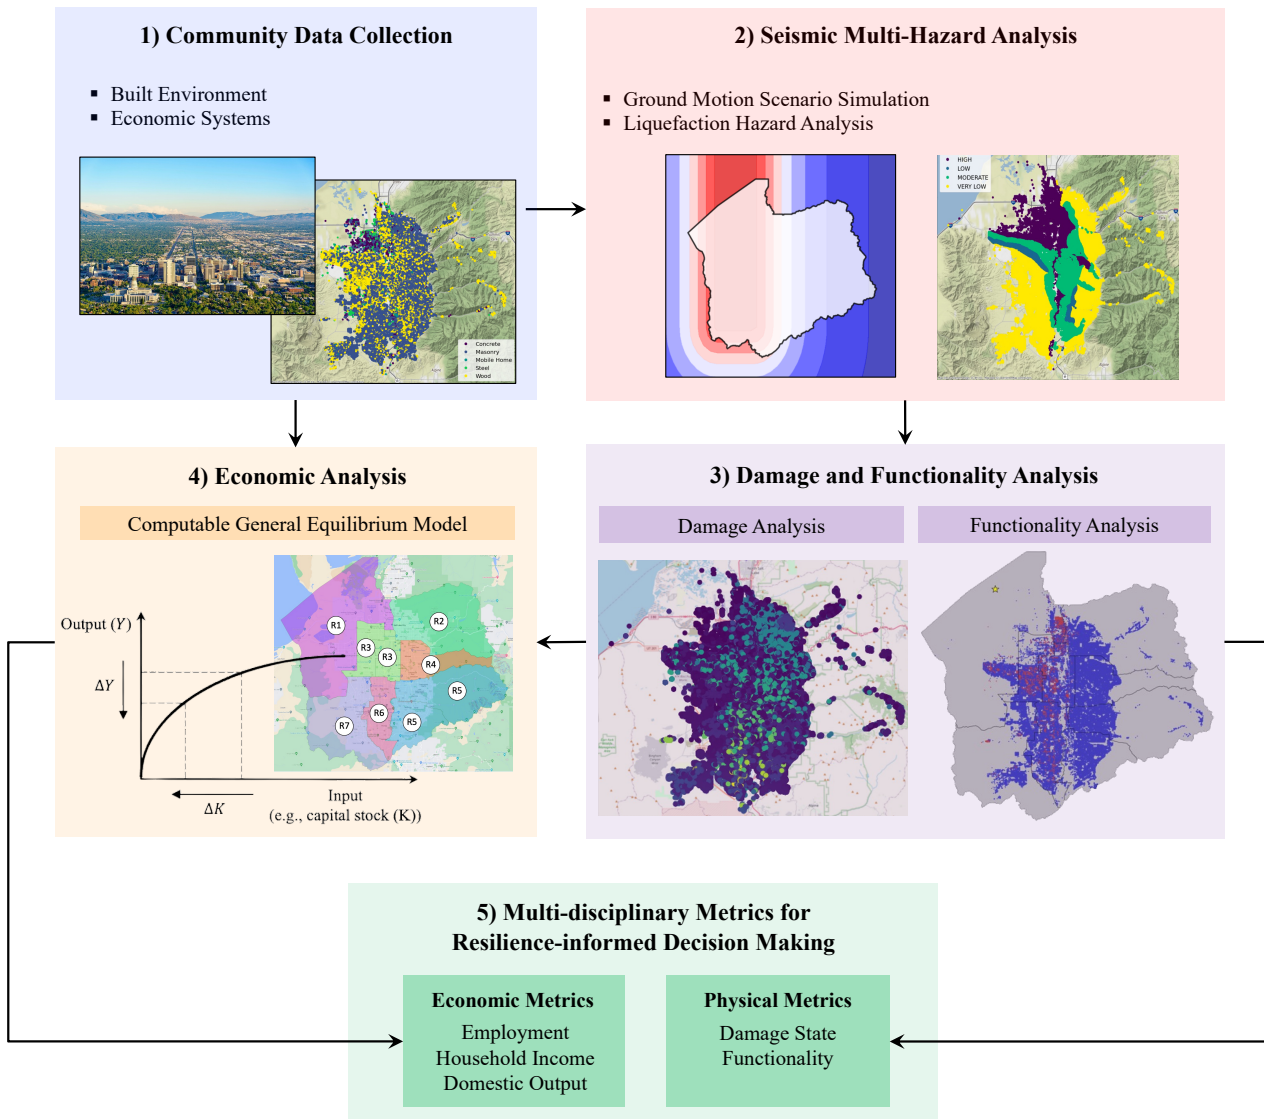 1) Community Data Collection
▪ Built Environment
▪ Economic Systems
Concrete
Masonry
Mobile Home
Steel
Wood
2) Seismic Multi-Hazard Analysis
▪ Ground Motion Scenario Simulation
▪ Liquefaction Hazard Analysis
HIGH
LOW
MODERATE
VERY LOW
4) Economic Analysis
Computable General Equilibrium Model
Output (Y)
ΔY
ΔK
Input
(e.g., capital stock (K))
R1
R2
R3
R3
R4
R5
R6
R5
R7
3) Damage and Functionality Analysis
Damage Analysis
Functionality Analysis
5) Multi-disciplinary Metrics for
Resilience-informed Decision Making
Economic Metrics
Employment
Household Income
Domestic Output
Physical Metrics
Damage State
Functionality